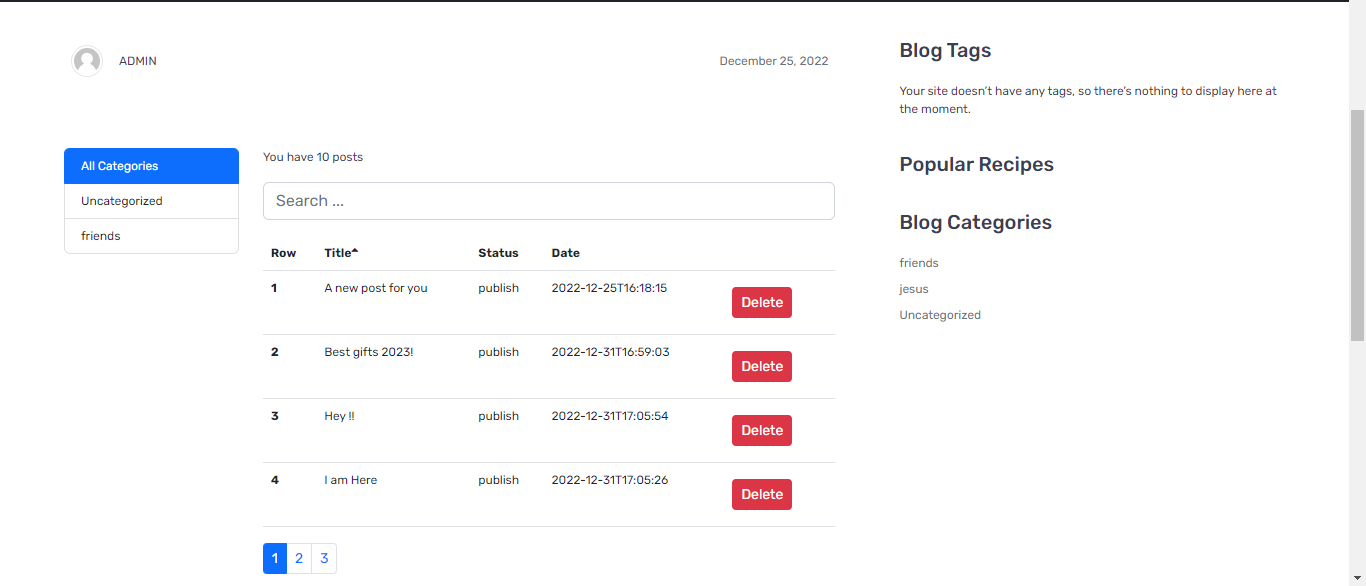 ADMIN
December 25, 2022
All Categories
Uncategorized
friends
You have 10 posts
Search ...
Row Title Status Date
1 A new post for you publish 2022-12-25T16:18:15 Delete
2 Best gifts 2023! publish 2022-12-31T16:59:03 Delete
3 Hey !! publish 2022-12-31T17:05:54 Delete
4 I am Here publish 2022-12-31T17:05:26 Delete
1 2 3
Blog Tags
Your site doesn’t have any tags, so there’s nothing to display here at
the moment.
Popular Recipes
Blog Categories
friends
jesus
Uncategorized